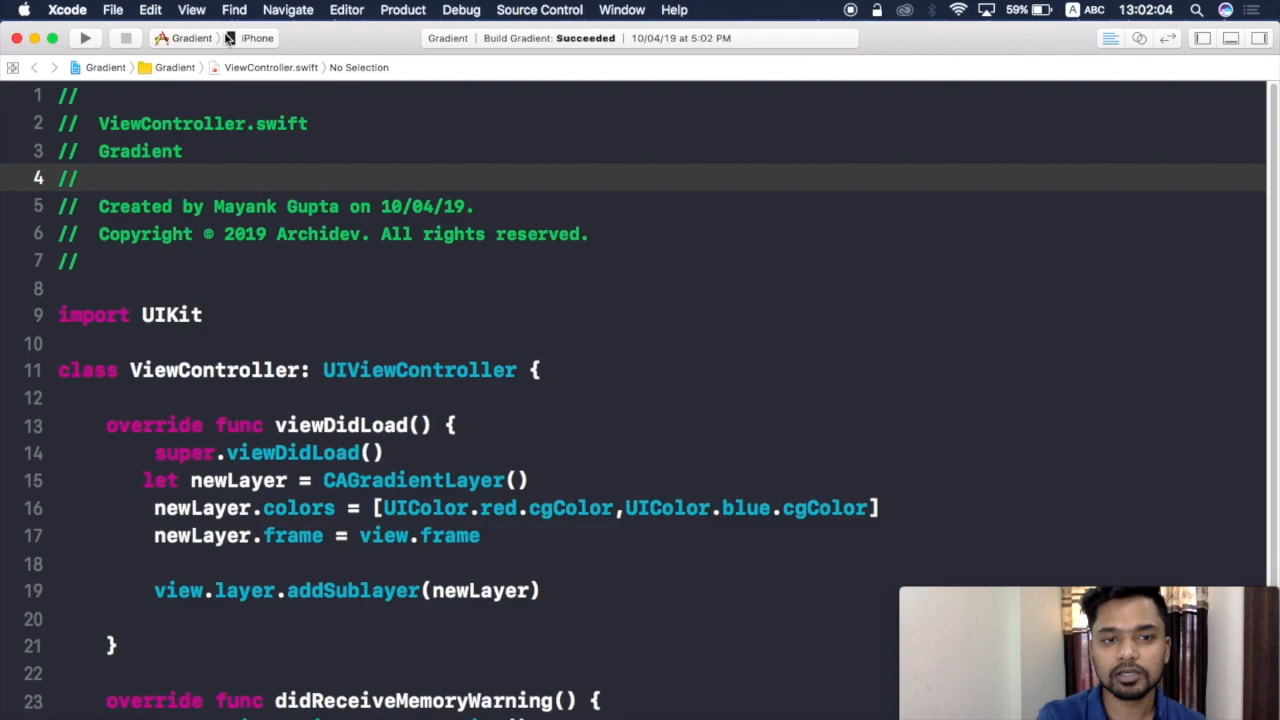 Xcode File Edit View Find Navigate Editor Product Debug Source Control Window Help 59% A ABC 13:02:04
Gradient iPhone Gradient | Build Gradient: Succeeded | 10/04/19 at 5:02 PM
Gradient Gradient ViewController.swift No Selection
1 //
2 // ViewController.swift
3 // Gradient
4 //
5 // Created by Mayank Gupta on 10/04/19.
6 // Copyright © 2019 Archidev. All rights reserved.
7 //
8
9 import UIKit
10
11 class ViewController: UIViewController {
12
13 override func viewDidLoad() {
14 super.viewDidLoad()
15 let newLayer = CAGradientLayer()
16 newLayer.colors = [UIColor.red.cgColor,UIColor.blue.cgColor]
17 newLayer.frame = view.frame
18
19 view.layer.addSublayer(newLayer)
20
21 }
22
23 override func didReceiveMemoryWarning() {